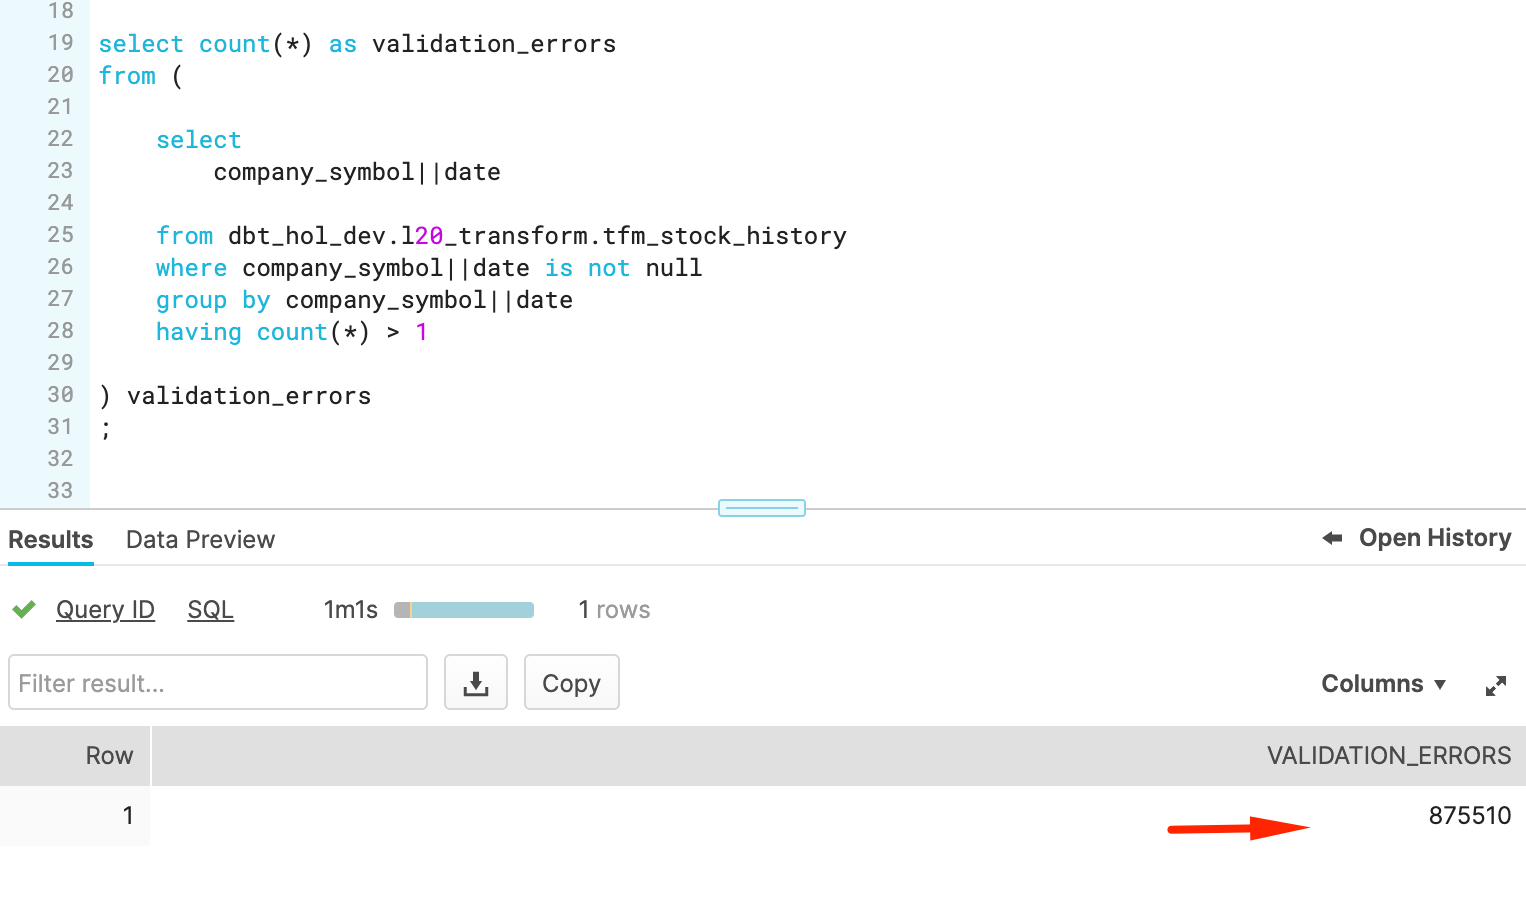 18
19 select count(*) as validation_errors
20 from (
21
22     select
23         company_symbol||date
24
25     from dbt_hol_dev.l20_transform.tfm_stock_history
26     where company_symbol||date is not null
27     group by company_symbol||date
28     having count(*) > 1
29
30 ) validation_errors
31 ;
32
33
Results Data Preview Open History
Query ID SQL 1m1s 1 rows
Filter result... Copy Columns
Row VALIDATION_ERRORS
1 875510